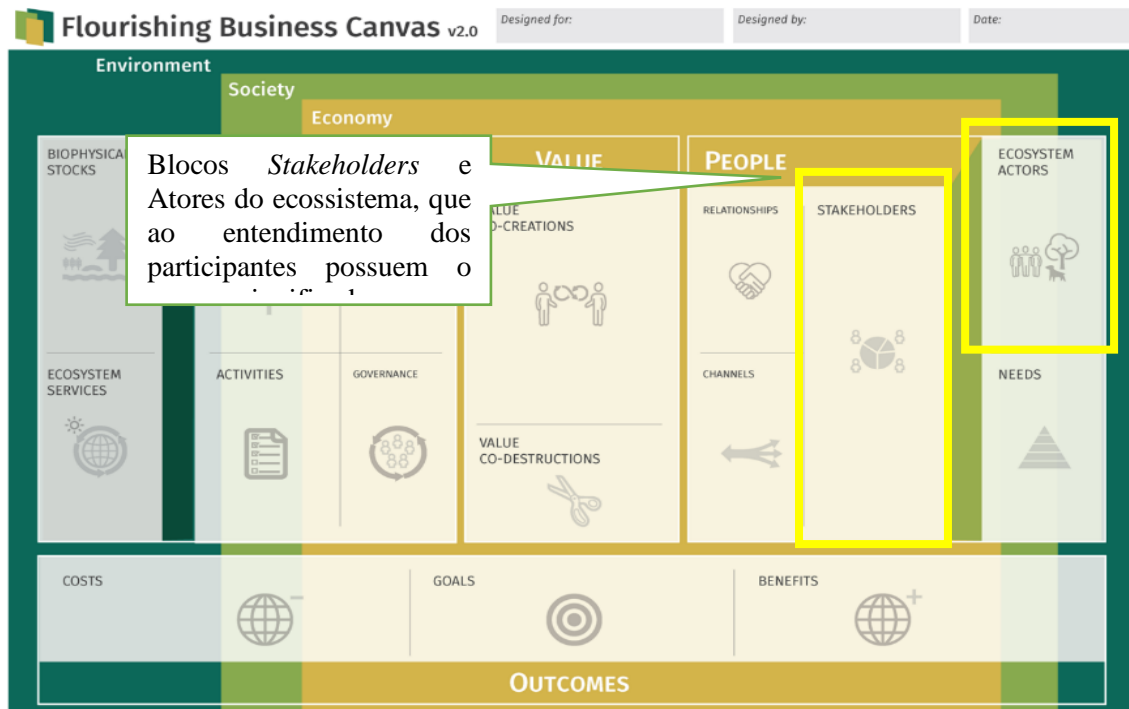 Flourishing Business Canvas v2.0
Designed for:
Designed by:
Date:
Environment
Society
Economy
BIOPHYSICAL
STOCKS
Blocos Stakeholders e
Atores do ecossistema, que
ao entendimento dos
participantes possuem o
VALUE
PEOPLE
ECOSYSTEM
ACTORS
VALUE
CO-CREATIONS
RELATIONSHIPS
STAKEHOLDERS
ECOSYSTEM
SERVICES
ACTIVITIES
GOVERNANCE
CHANNELS
NEEDS
VALUE
CO-DESTRUCTIONS
COSTS
GOALS
BENEFITS
OUTCOMES